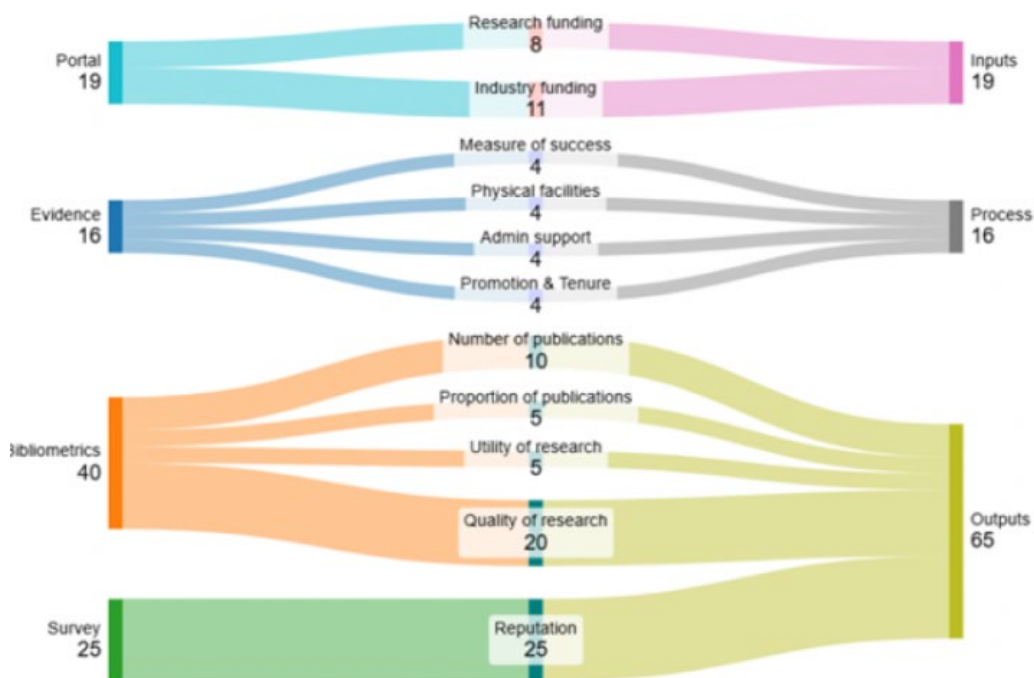 Research funding
8
Portal
19
Inputs
19
Industry funding
11
Measure of success
4
Physical facilities
4
Evidence
16
Process
16
Admin support
4
Promotion & Tenure
4
Number of publications
10
Proportion of publications
5
Utility of research
5
Bibliometrics
40
Quality of research
20
Outputs
65
Survey
25
Reputation
25